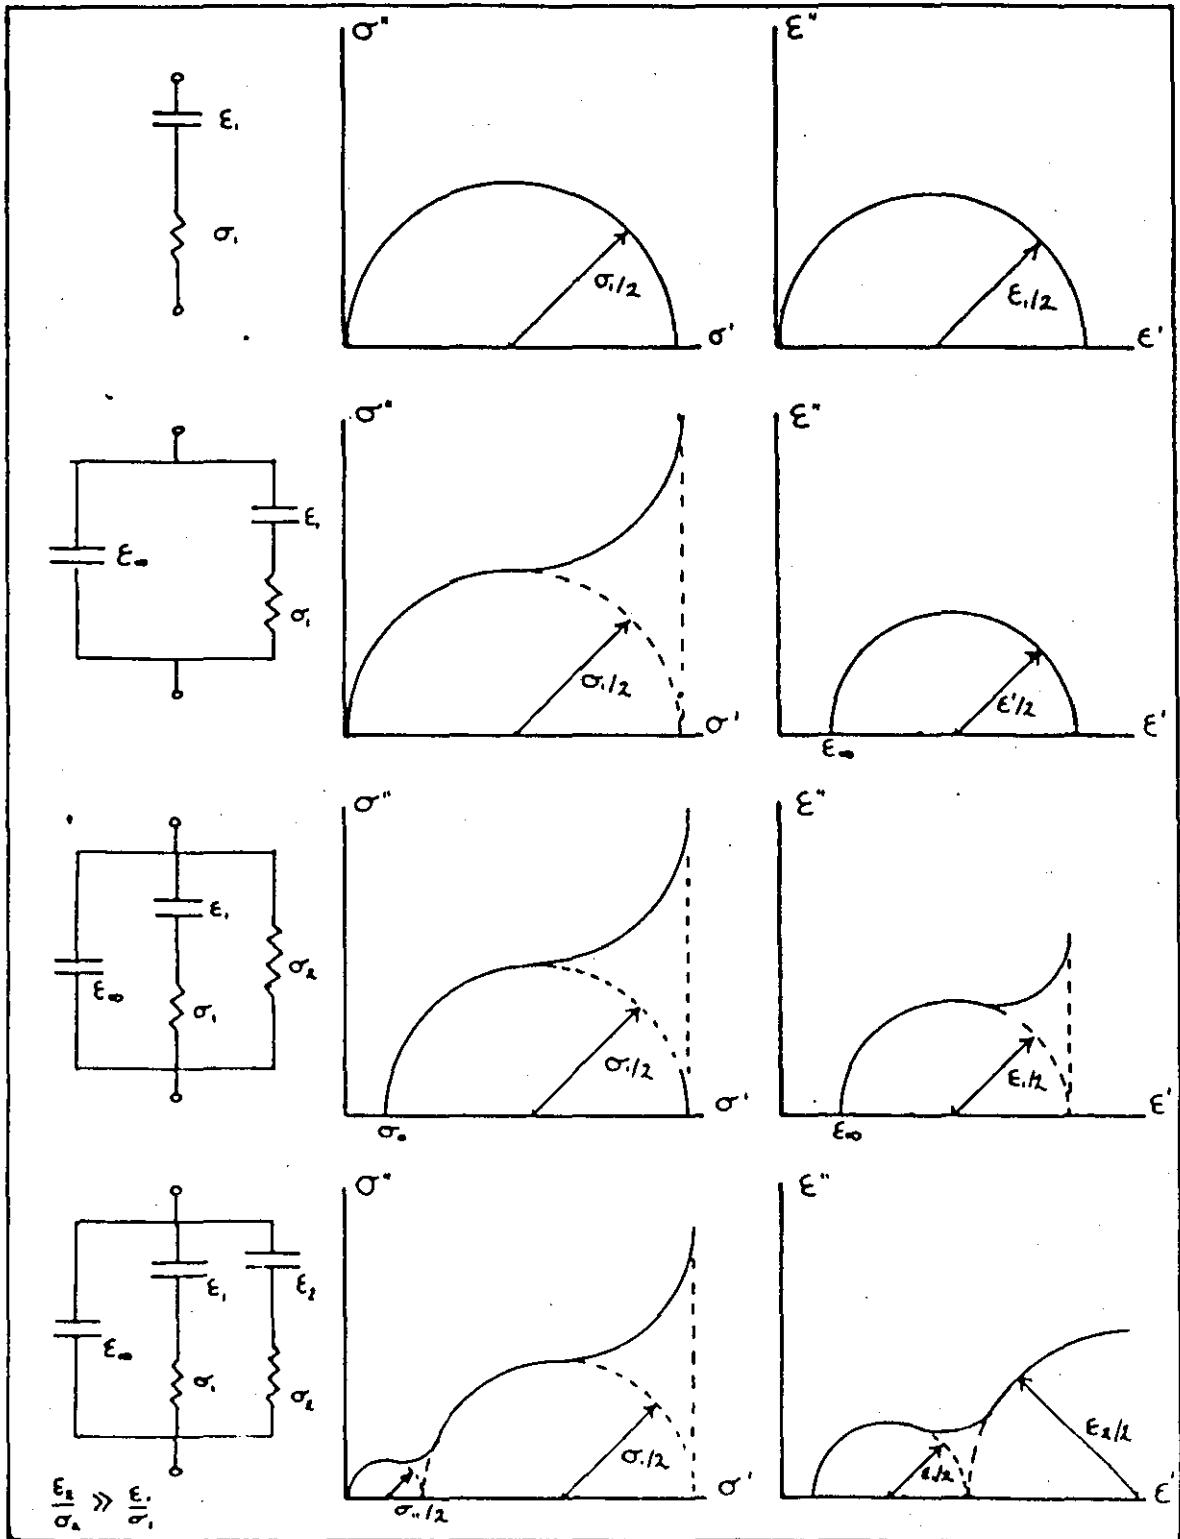 ε₁
σ₁
σ"
σ₁/2
σ'
ε"
ε₁/2
ε'
ε∞
ε₁
σ₁
σ"
σ₁/2
σ'
ε"
ε'/2
ε∞
ε'
ε∞
ε₁
σ₁
σ₂
σ"
σ₁/2
σ₀
σ'
ε"
ε₁/2
ε∞
ε'
ε∞
ε₁
σ₁
ε₂
σ₂
ε₂/σ₂ ≫ ε₁/σ₁
σ"
σ₁/2
σ'
ε"
ε₂/2
ε'